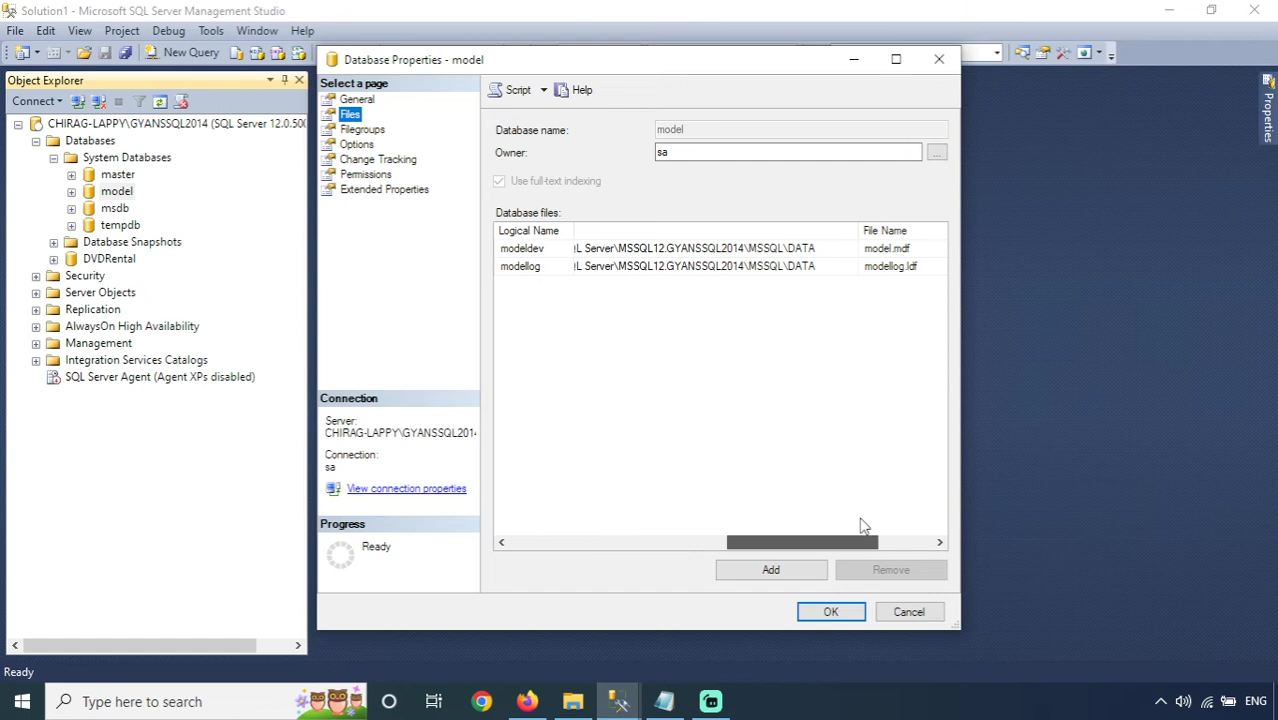 Solution1 - Microsoft SQL Server Management Studio
File Edit View Project Debug Tools Window Help
New Query
Object Explorer
Connect
CHIRAG-LAPPY\GYANSSQL2014 (SQL Server 12.0.500
Databases
System Databases
master
model
msdb
tempdb
Database Snapshots
DVDRental
Security
Server Objects
Replication
AlwaysOn High Availability
Management
Integration Services Catalogs
SQL Server Agent (Agent XPs disabled)
Database Properties - model
Select a page
General
Files
Filegroups
Options
Change Tracking
Permissions
Extended Properties
Connection
Server:
CHIRAG-LAPPY\GYANSSQL2014
Connection:
sa
View connection properties
Progress
Ready
Script Help
Database name: model
Owner: sa ...
Use full-text indexing
Database files:
Logical Name File Name
modeldev L Server\MSSQL12.GYANSSQL2014\MSSQL\DATA model.mdf
modellog L Server\MSSQL12.GYANSSQL2014\MSSQL\DATA modellog.ldf
Add Remove
OK Cancel
Properties
Ready
Type here to search
ENG